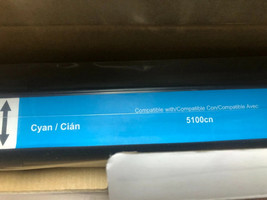 Compatible with/Compatible Con/Compatible Avec
Cyan / Cián
5100cn